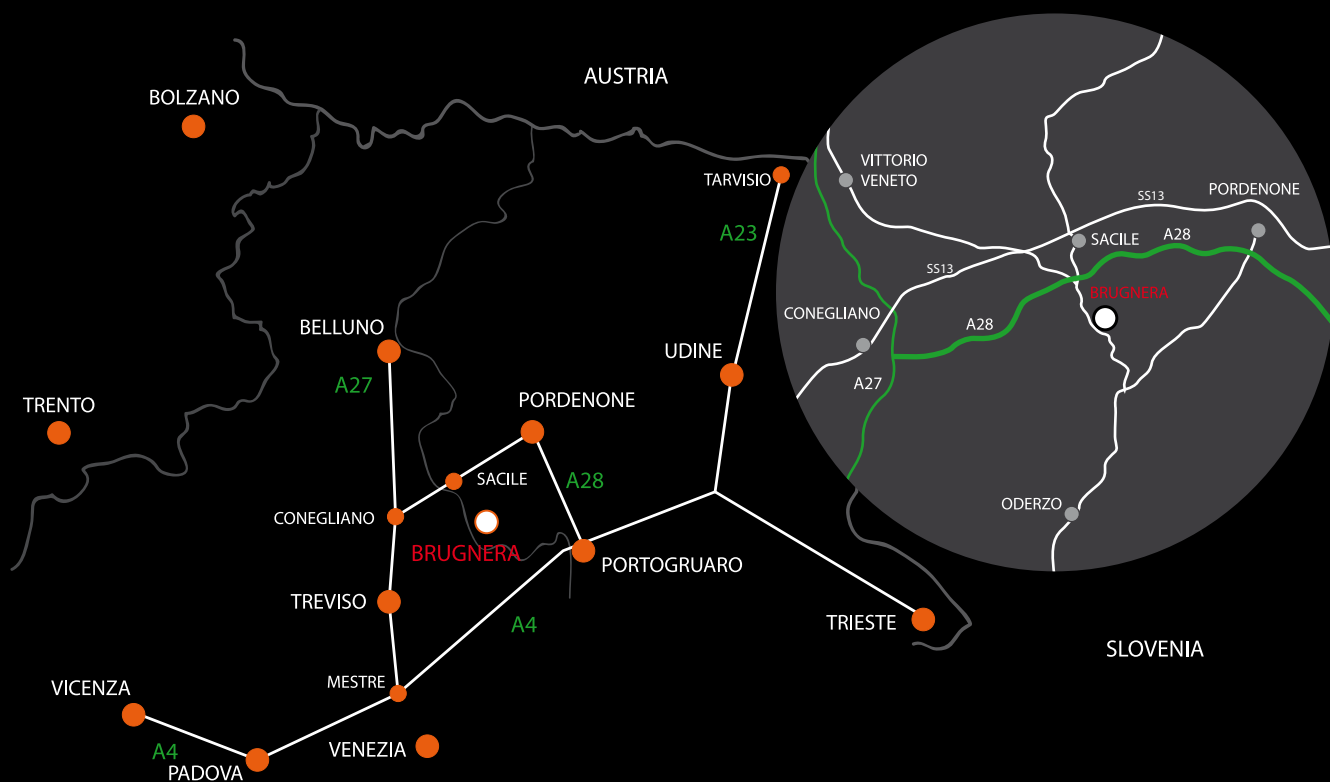 AUSTRIA
BOLZANO
TARVISIO
A23
BELLUNO
A27
UDINE
TRENTO
PORDENONE
SACILE
A28
CONEGLIANO
BRUGNERA
PORTOGRUARO
TREVISO
A4
TRIESTE
MESTRE
VICENZA
VENEZIA
A4
PADOVA
SLOVENIA
VITTORIO
VENETO
PORDENONE
SS13
SACILE
A28
SS13
BRUGNERA
CONEGLIANO
A28
A27
ODERZO